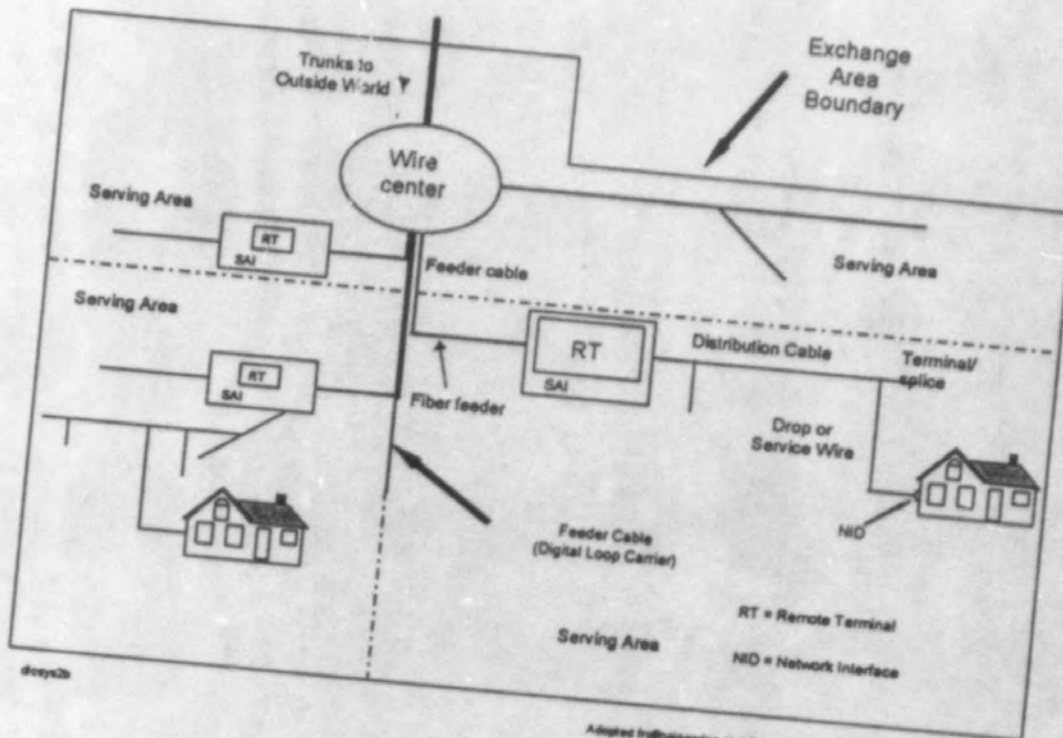 Exchange
Area
Boundary
Trunks to
Outside World
Wire
center
Serving Area
RT
SAI
Feeder cable
Serving Area
Serving Area
RT
SAI
Distribution Cable
Terminal/
splice
RT
SAI
Fiber feeder
Drop or
Service Wire
NID
Feeder Cable
(Digital Loop Carrier)
RT = Remote Terminal
Serving Area
NID = Network Interface
Adopted